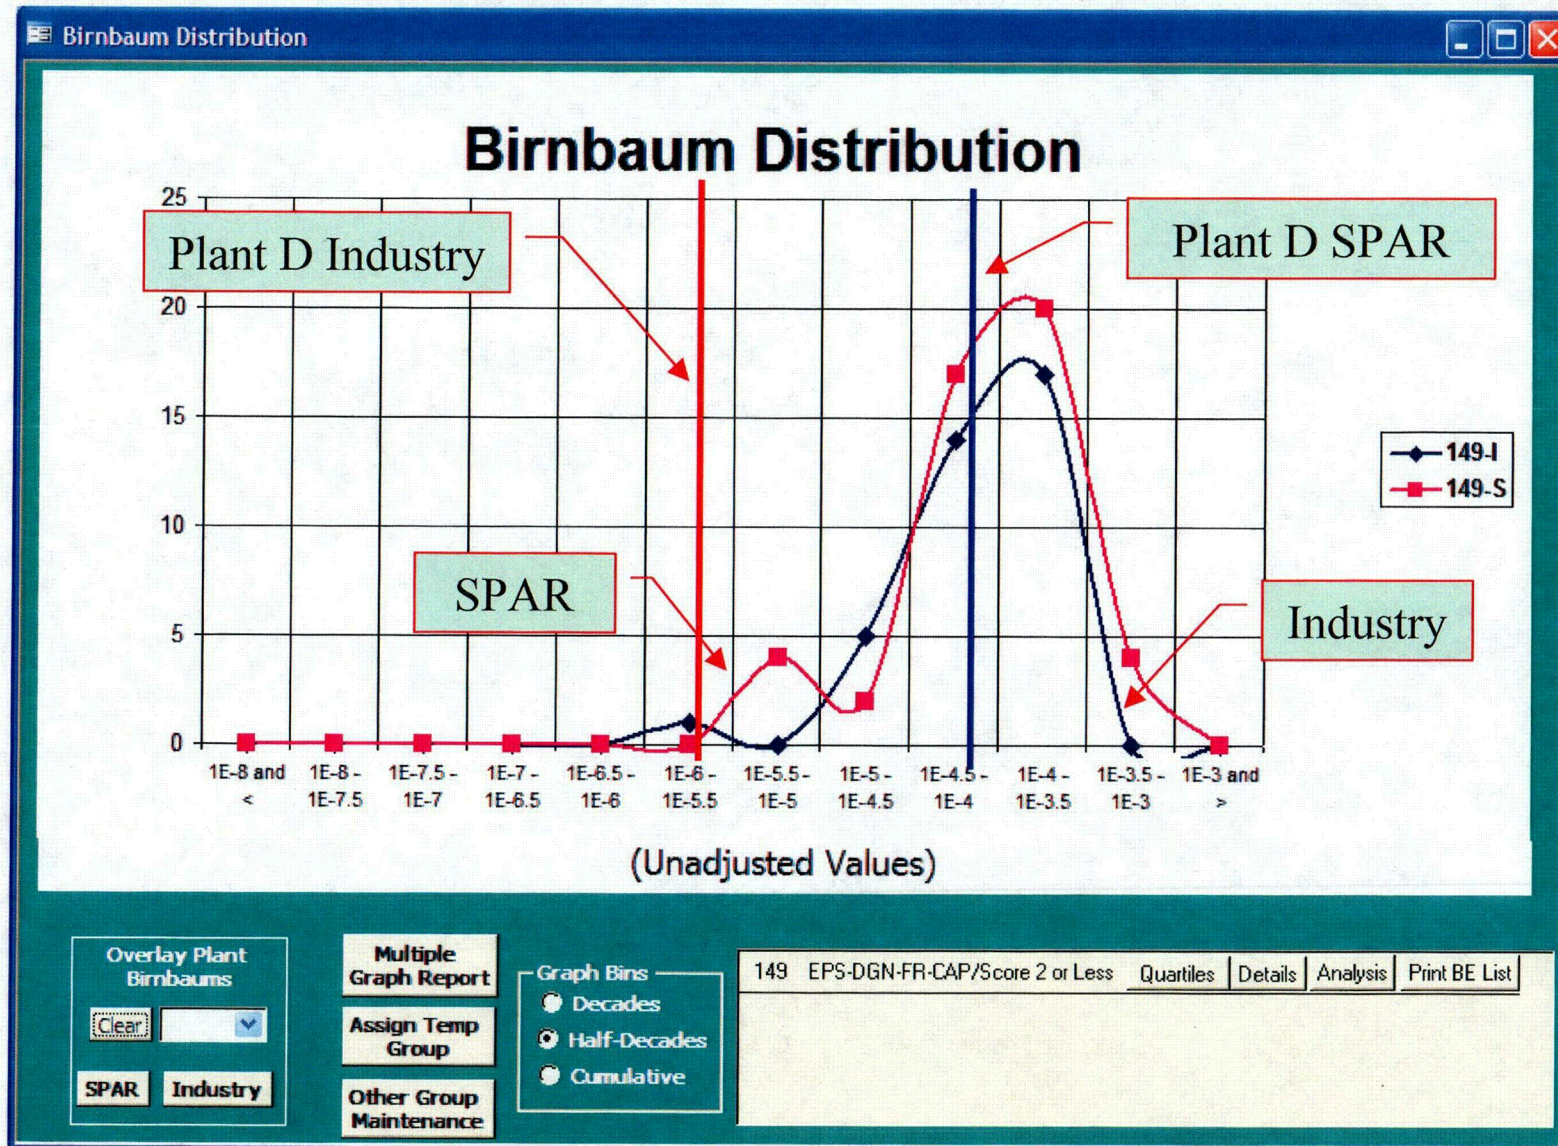 Birnbaum Distribution
Birnbaum Distribution
25
Plant D Industry
Plant D SPAR
20
15
149-I
149-S
10
SPAR
Industry
5
0
1E-8 and <
1E-8 - 1E-7.5
1E-7.5 - 1E-7
1E-7 - 1E-6.5
1E-6.5 - 1E-6
1E-6 - 1E-5.5
1E-5.5 - 1E-5
1E-5 - 1E-4.5
1E-4.5 - 1E-4
1E-4 - 1E-3.5
1E-3.5 - 1E-3
1E-3 and >
(Unadjusted Values)
Overlay Plant
Birnbaums
Clear
SPAR Industry
Multiple
Graph Report
Assign Temp
Group
Other Group
Maintenance
Graph Bins
Decades
Half-Decades
Cumulative
149 EPS-DGN-FR-CAP/Score 2 or Less Quartiles Details Analysis Print BE List